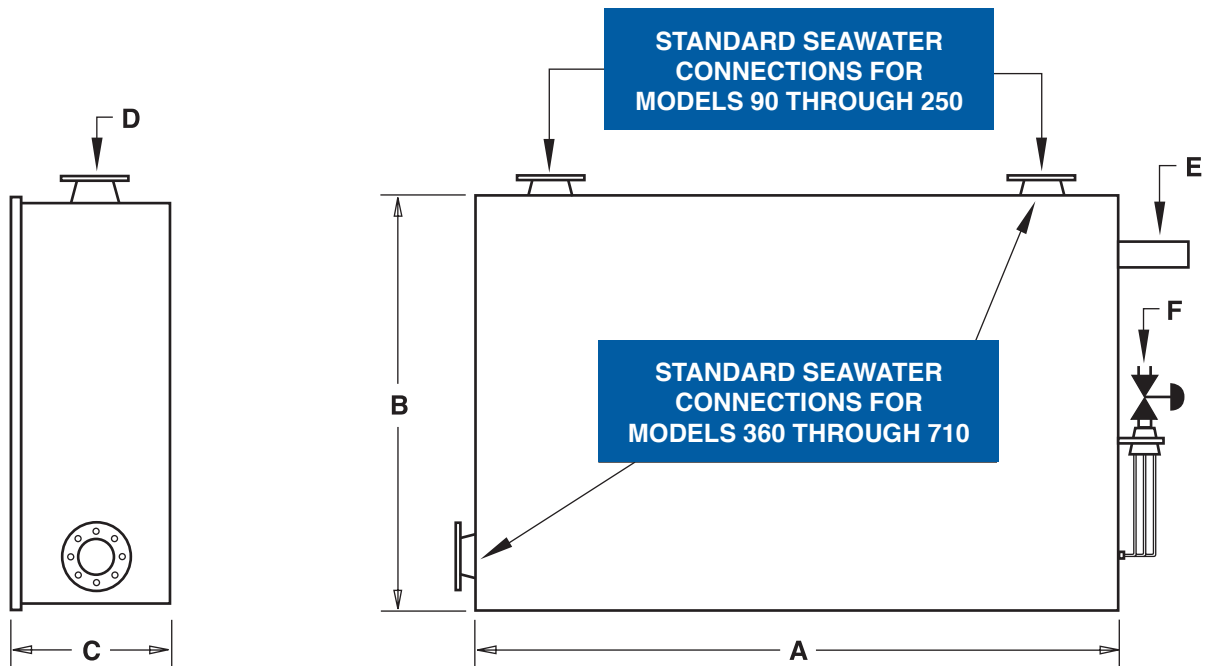 STANDARD SEAWATER
CONNECTIONS FOR
MODELS 90 THROUGH 250
D
E
F
STANDARD SEAWATER
CONNECTIONS FOR
MODELS 360 THROUGH 710
B
C
A